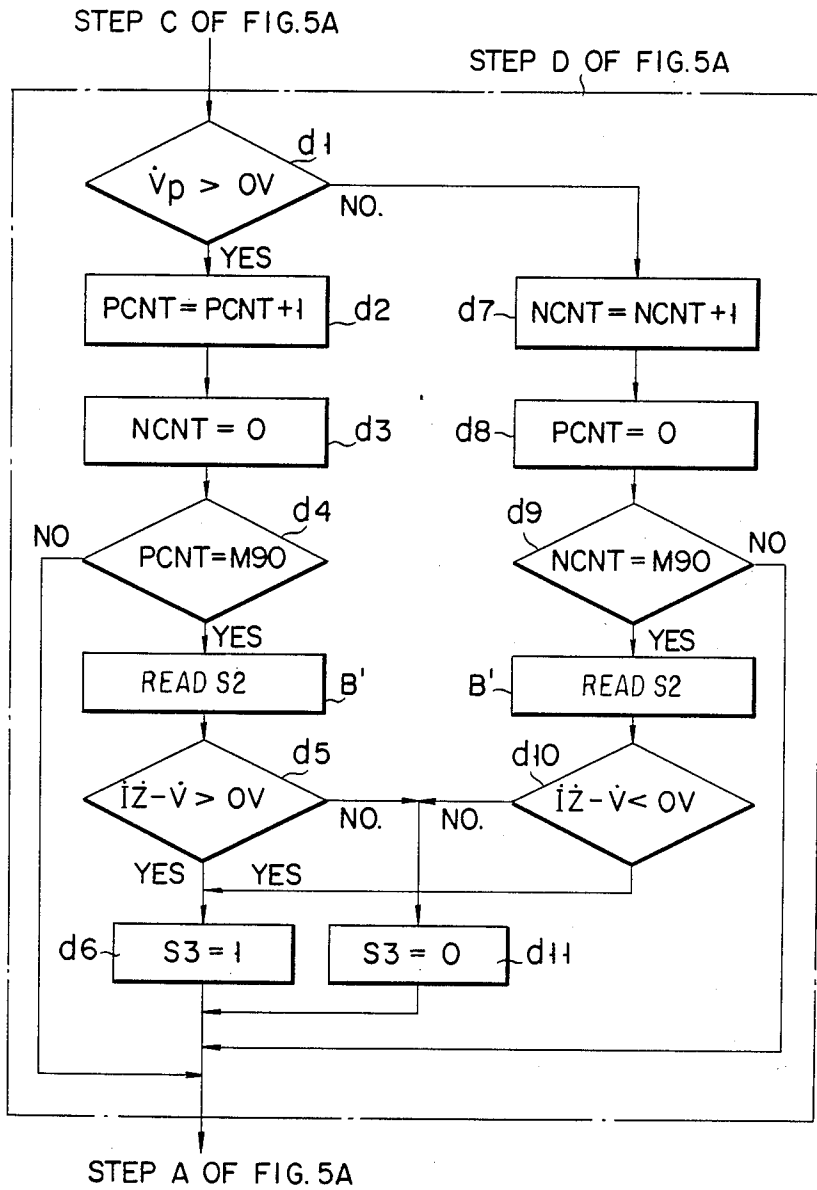 STEP C OF FIG.5A
STEP D OF FIG.5A
d1
V̇p > 0V
NO.
YES
PCNT=PCNT+1
d2
d7
NCNT=NCNT+1
NCNT = 0
d3
d8
PCNT= 0
d4
d9
NO
PCNT=M90
NCNT=M90
NO
YES
YES
READ S2
B'
B'
READ S2
d5
d10
İŻ-V̇ > 0V
İŻ-V̇ < 0V
NO.
NO.
YES
YES
d6
S3 = 1
S3 = 0
d11
STEP A OF FIG.5A